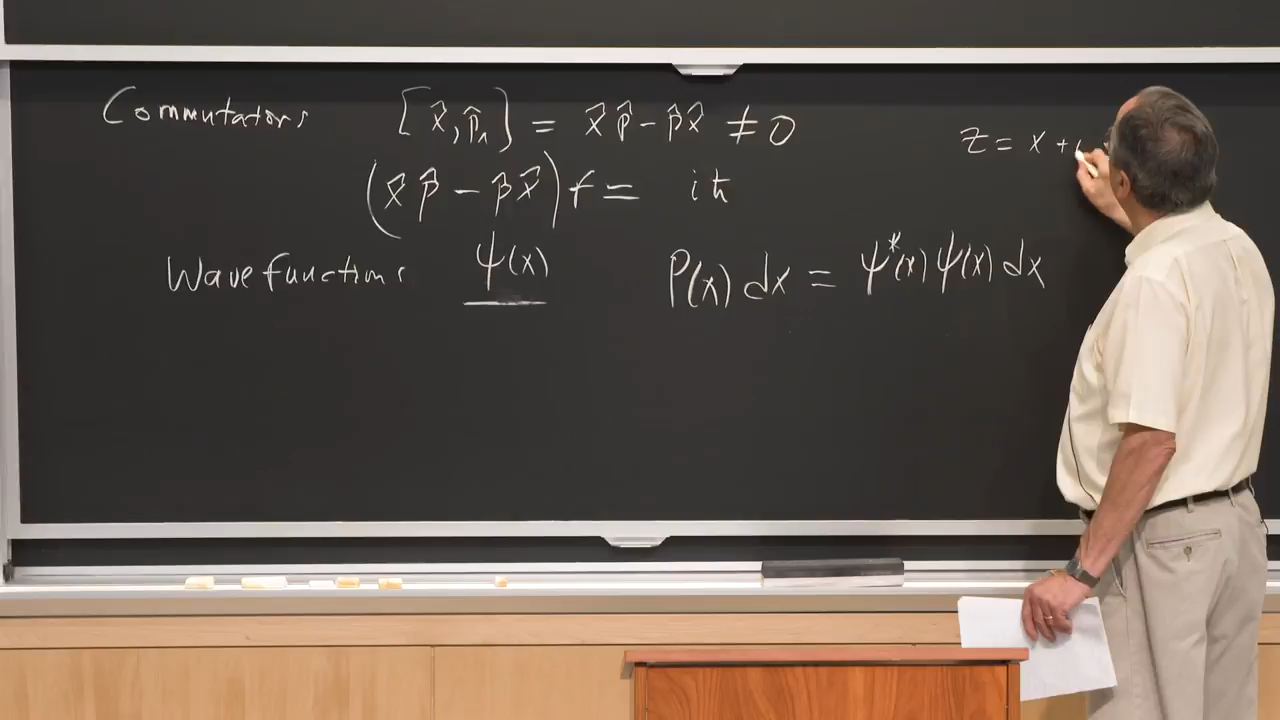 Commutators [x̂, p̂ₓ] = x̂p̂ - p̂x̂ ≠ 0
(x̂p̂ - p̂x̂)f = iħ
Wave functions ψ(x) P(x)dx = ψ*(x)ψ(x)dx
z = x +